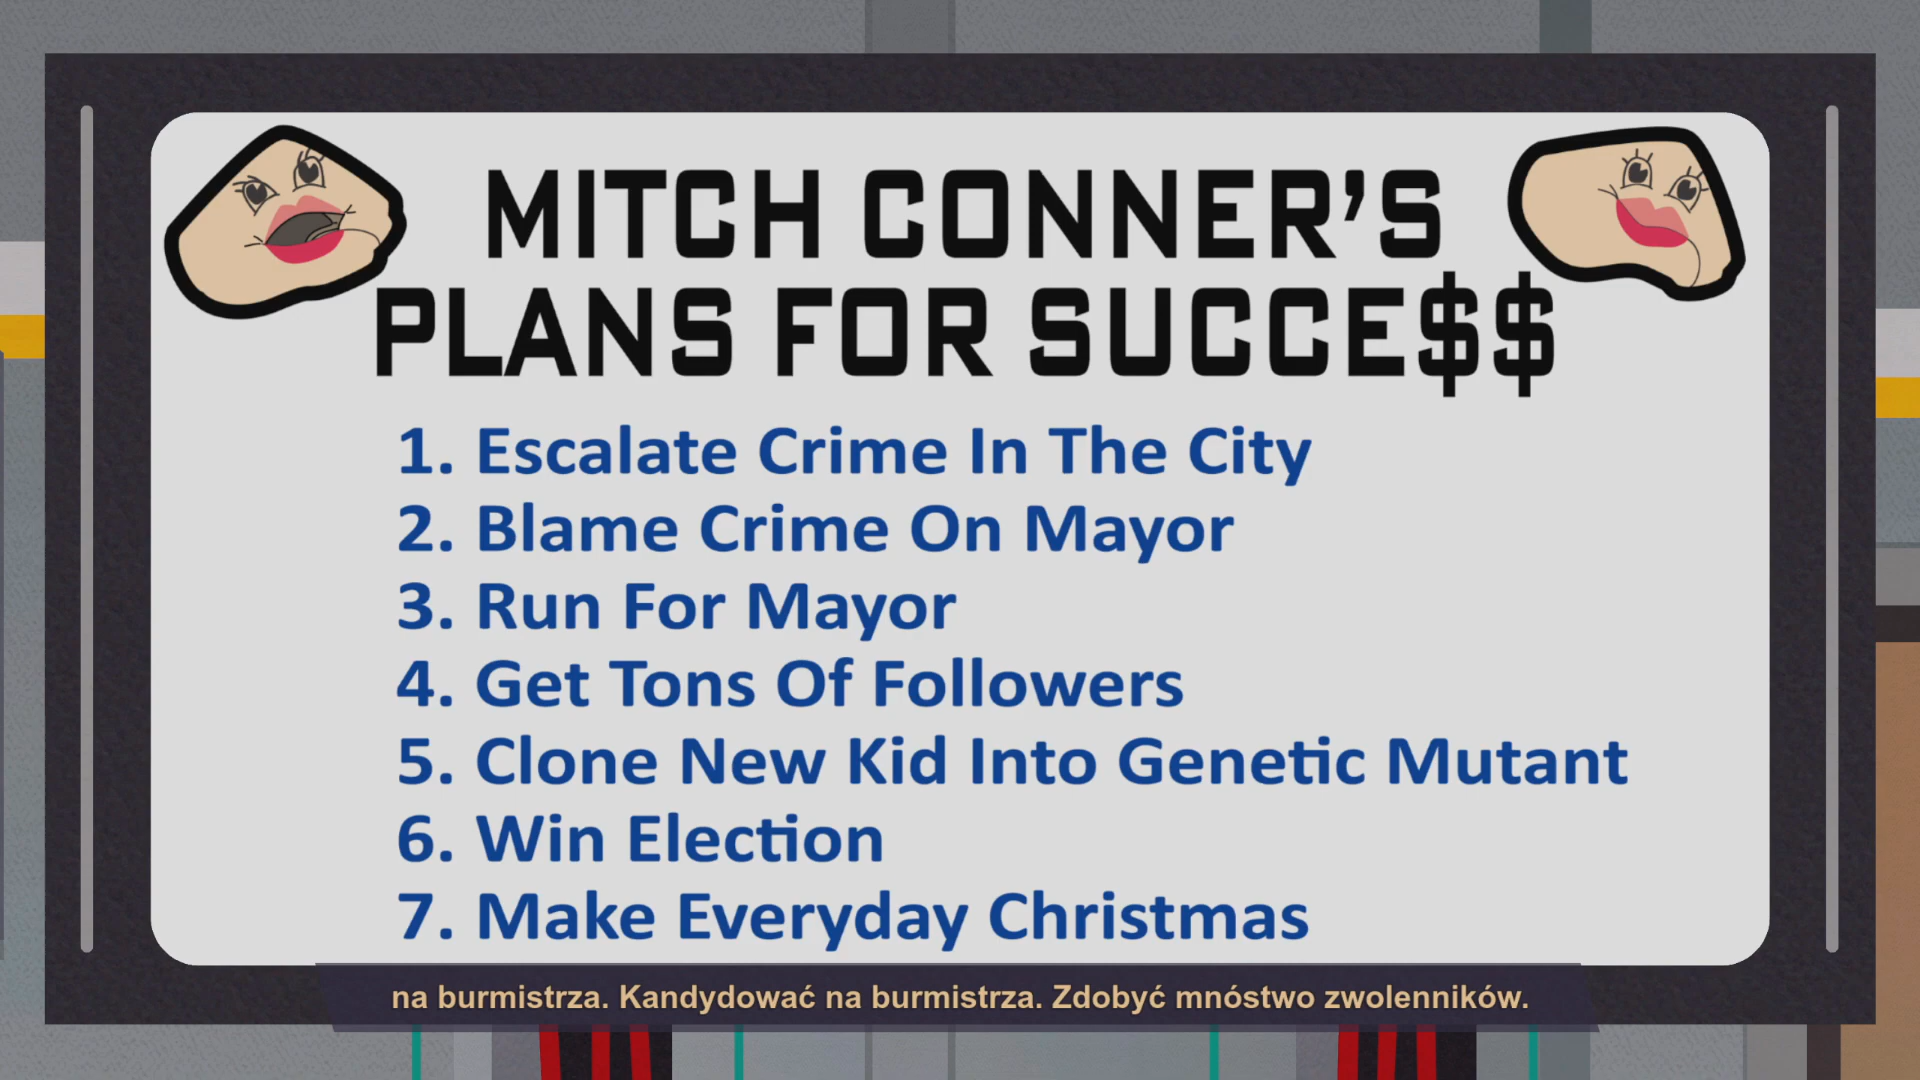 MITCH CONNER'S
PLANS FOR SUCCE$$
1. Escalate Crime In The City
2. Blame Crime On Mayor
3. Run For Mayor
4. Get Tons Of Followers
5. Clone New Kid Into Genetic Mutant
6. Win Election
7. Make Everyday Christmas
na burmistrza. Kandydować na burmistrza. Zdobyć mnóstwo zwolenników.